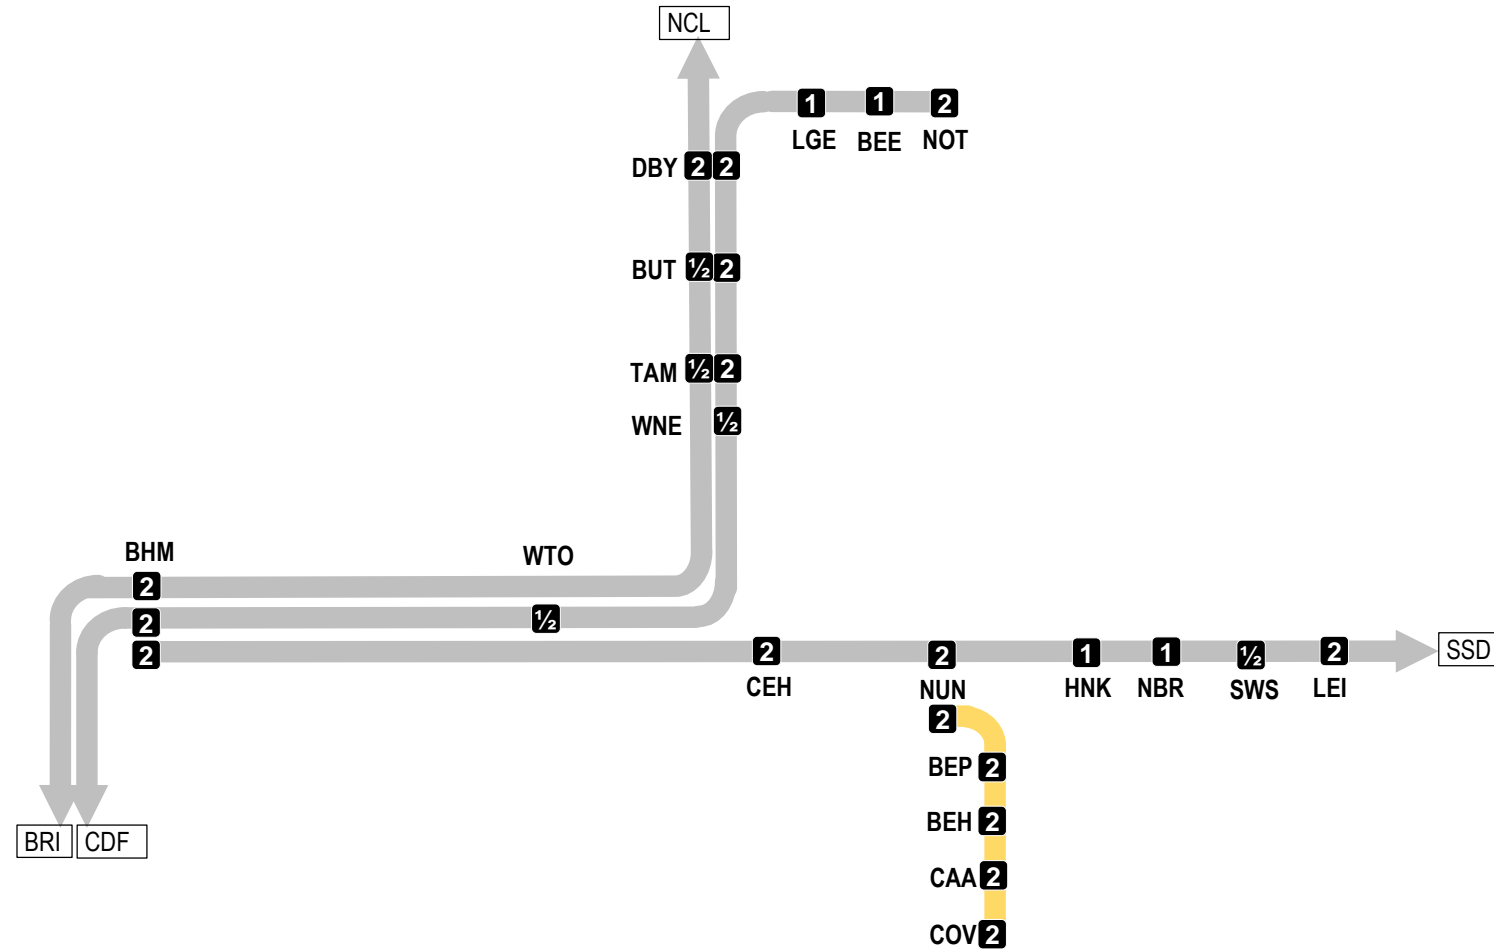 NCL
1 1 2
LGE BEE NOT
DBY 2 2
BUT ½ 2
TAM ½ 2
WNE ½
BHM WTO
2
2 ½
2 2 2 1 1 ½ 2 SSD
CEH NUN HNK NBR SWS LEI
2
BEP 2
BEH 2
BRI CDF
CAA 2
COV 2